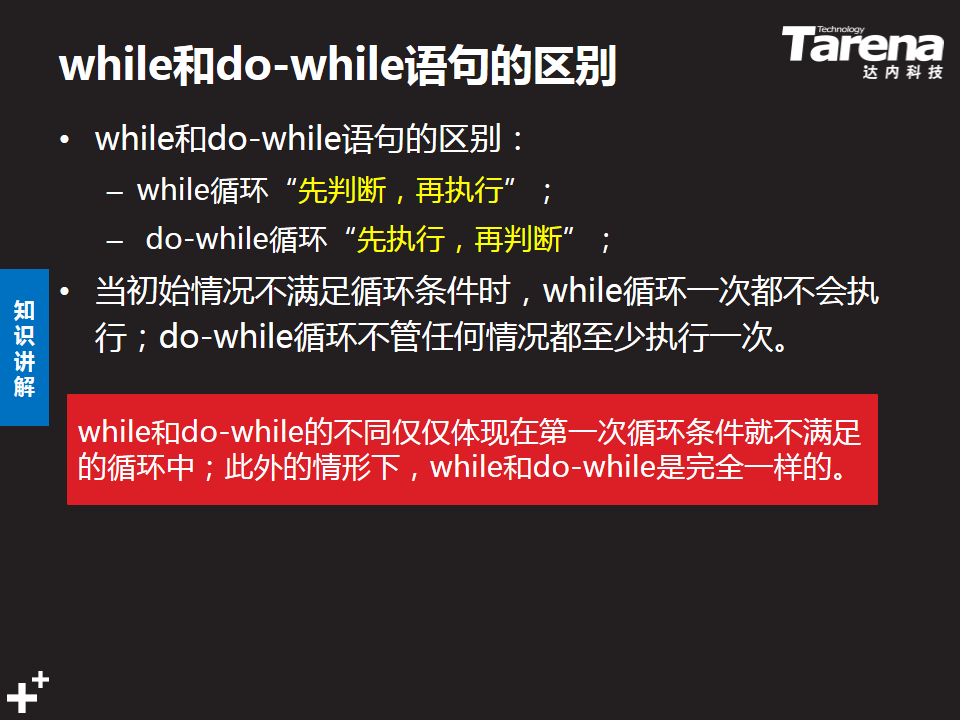 while和do-while语句的区别
Technology
Tarena
达内科技
• while和do-while语句的区别：
– while循环“先判断，再执行”；
– do-while循环“先执行，再判断”；
• 当初始情况不满足循环条件时，while循环一次都不会执
行；do-while循环不管任何情况都至少执行一次。
知识讲解
while和do-while的不同仅仅体现在第一次循环条件就不满足
的循环中；此外的情形下，while和do-while是完全一样的。